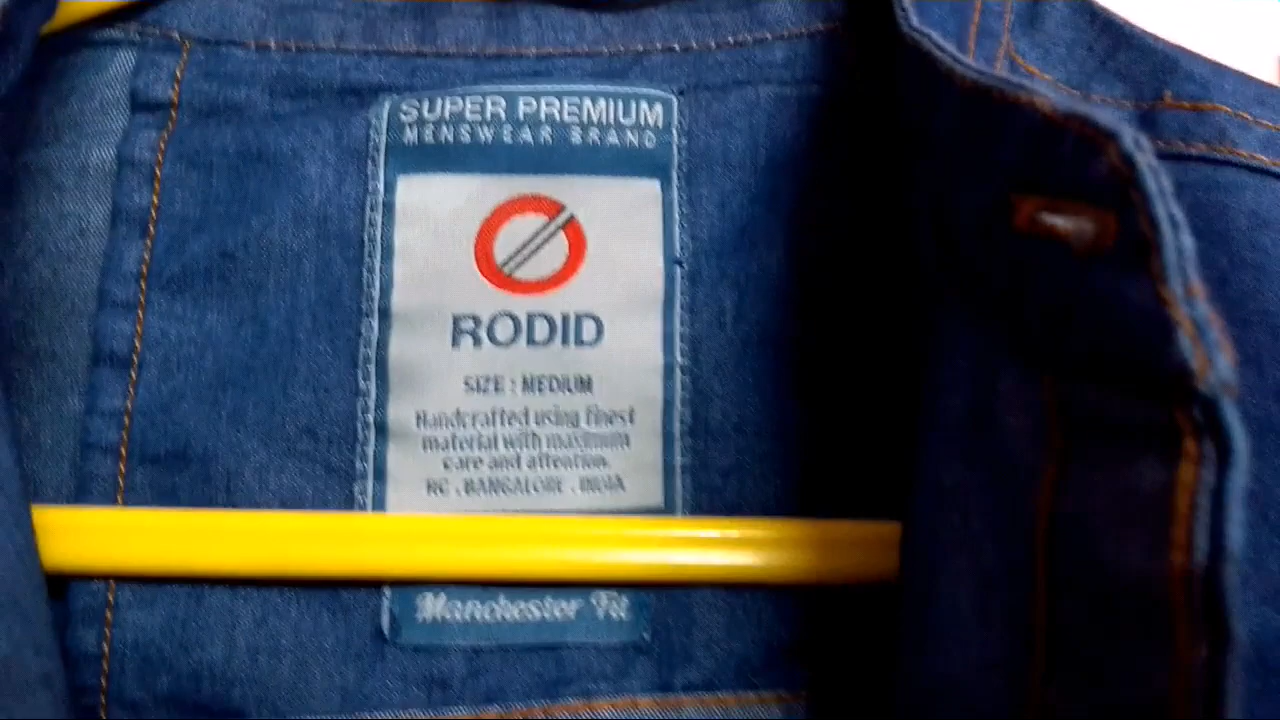 SUPER PREMIUM
MENSWEAR BRAND
RODID
SIZE : MEDIUM
Handcrafted using finest
material with maximum
care and attention.
RC . BANGALORE . INDIA
Manchester Fit